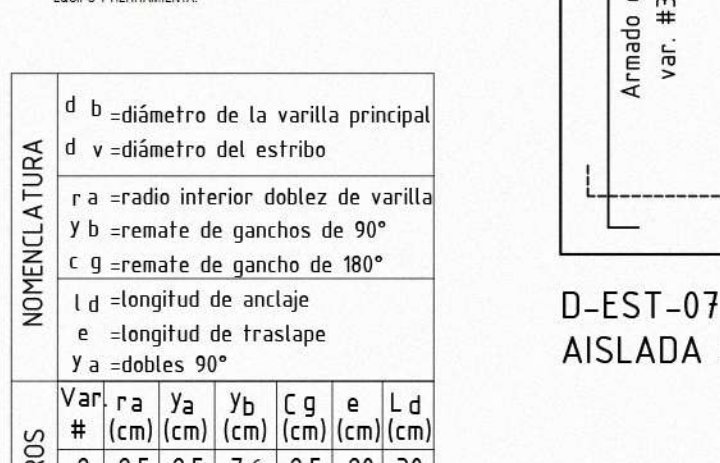 EQUIPO Y HERRAMIENTA.
NOMENCLATURA
d b =diámetro de la varilla principal
d v =diámetro del estribo
r a =radio interior doblez de varilla
y b =remate de ganchos de 90°
c g =remate de gancho de 180°
l d =longitud de anclaje
e =longitud de traslape
y a =dobles 90°
Var. # ra (cm) ya (cm) yb (cm) Cg (cm) e (cm) Ld (cm)
Armado
var. #3
D-EST-07
AISLADA